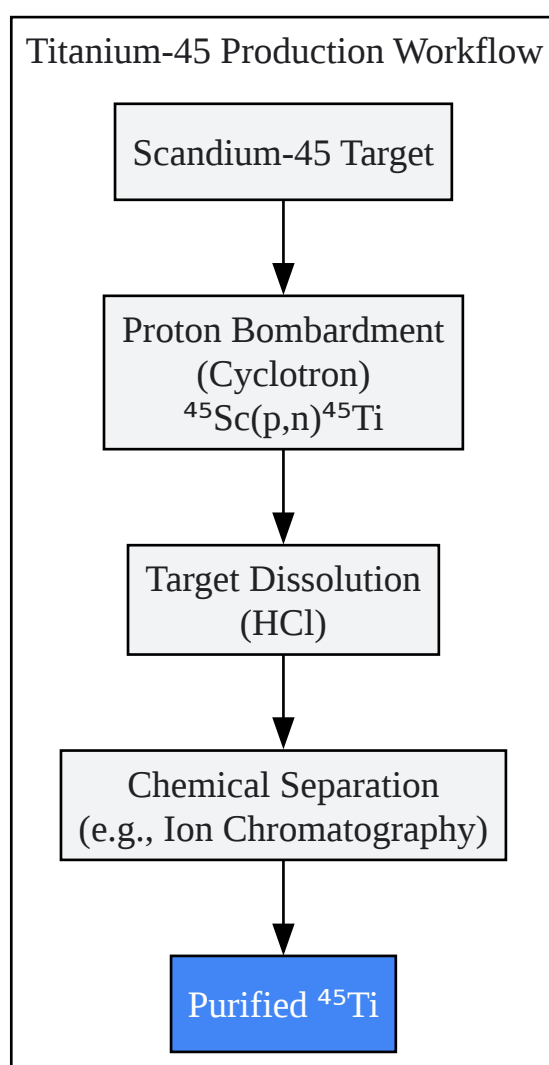 Titanium-45 Production Workflow
Scandium-45 Target
Proton Bombardment
(Cyclotron)
⁴⁵Sc(p,n)⁴⁵Ti
Target Dissolution
(HCl)
Chemical Separation
(e.g., Ion Chromatography)
Purified ⁴⁵Ti